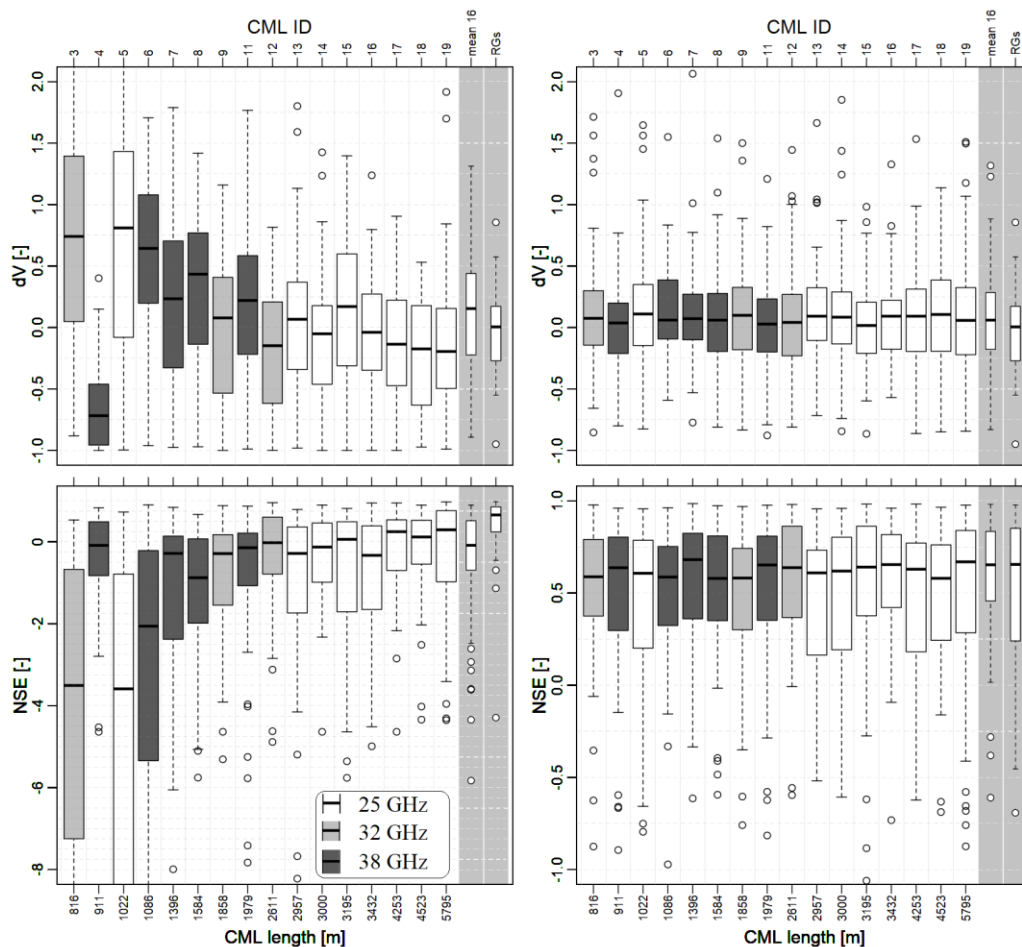 CML ID
3 4 5 6 7 8 9 11 12 13 14 15 16 17 18 19 mean 16 RGs
dV [-]
2.0
1.5
1.0
0.5
0.0
-0.5
-1.0
NSE [-]
0
-2
-4
-6
-8
25 GHz
32 GHz
38 GHz
816 911 1022 1086 1396 1584 1858 1979 2611 2957 3000 3195 3432 4253 4523 5795
CML length [m]
CML ID
3 4 5 6 7 8 9 11 12 13 14 15 16 17 18 19 mean 16 RGs
dV [-]
2.0
1.5
1.0
0.5
0.0
-0.5
-1.0
NSE [-]
1.0
0.5
0.0
-0.5
-1.0
816 911 1022 1086 1396 1584 1858 1979 2611 2957 3000 3195 3432 4253 4523 5795
CML length [m]